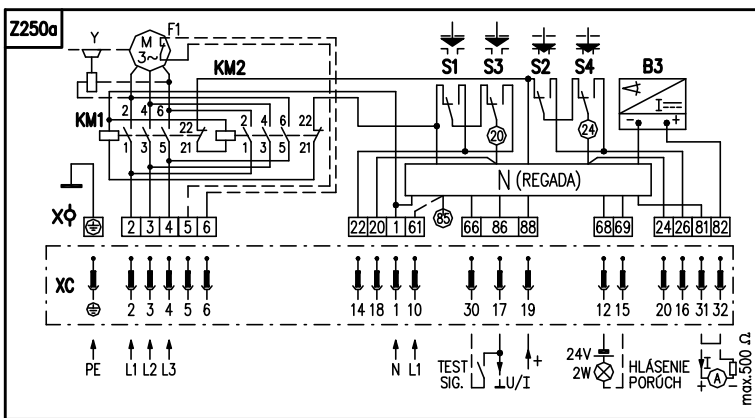 Z250a
Y
M
3~
F1
KM2
S1 S3 S2 S4 B3
I
- +
KM1
2 4 6
22
2 4 6
22
1 3 5
21
1 3 5
21
20
24
N (REGADA)
85
X
2 3 4 5 6
22 20 1 61
66 86 88
68 69
24 26 81 82
XC
2 3 4 5 6
14 18 1 10
30 17 19
12 15
20 16 31 32
PE
L1 L2 L3
N L1
TEST
SIG.
U/I
+
24V
2W
HLÁSENIE
PORÚCH
I
+ A -
max.500 Ω